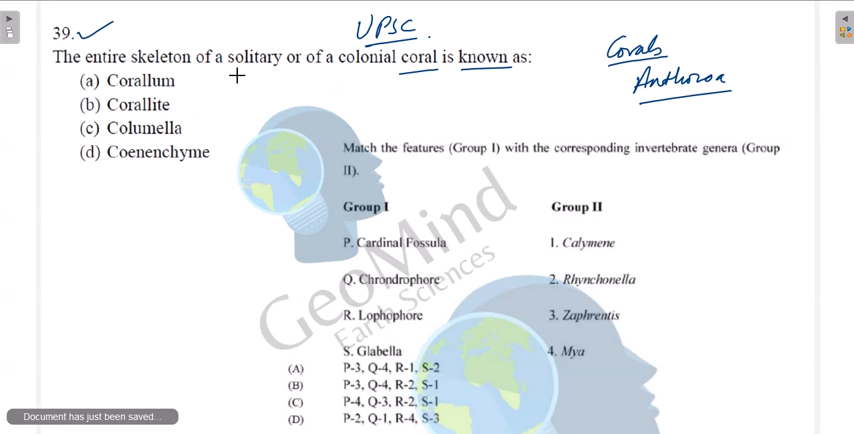 39.
UPSC.
The entire skeleton of a solitary or of a colonial coral is known as:
Corals
Anthozoa
(a) Corallum
(b) Corallite
(c) Columella
(d) Coenenchyme
Match the features (Group I) with the corresponding invertebrate genera (Group
II).
Group I Group II
P. Cardinal Fossula 1. Calymene
Q. Chrondrophore 2. Rhynchonella
R. Lophophore 3. Zaphrentis
S. Glabella 4. Mya
(A) P-3, Q-4, R-1, S-2
(B) P-3, Q-4, R-2, S-1
(C) P-4, Q-3, R-2, S-1
(D) P-2, Q-1, R-4, S-3
GeoMind
Earth Sciences
Document has just been saved...